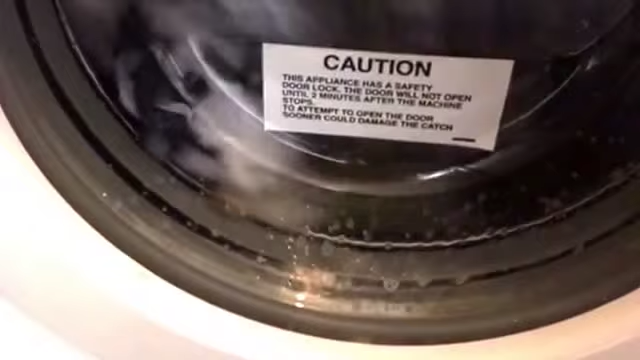 CAUTION
THIS APPLIANCE HAS A SAFETY
DOOR LOCK. THE DOOR WILL NOT OPEN
UNTIL 2 MINUTES AFTER THE MACHINE
STOPS.
TO ATTEMPT TO OPEN THE DOOR
SOONER COULD DAMAGE THE CATCH